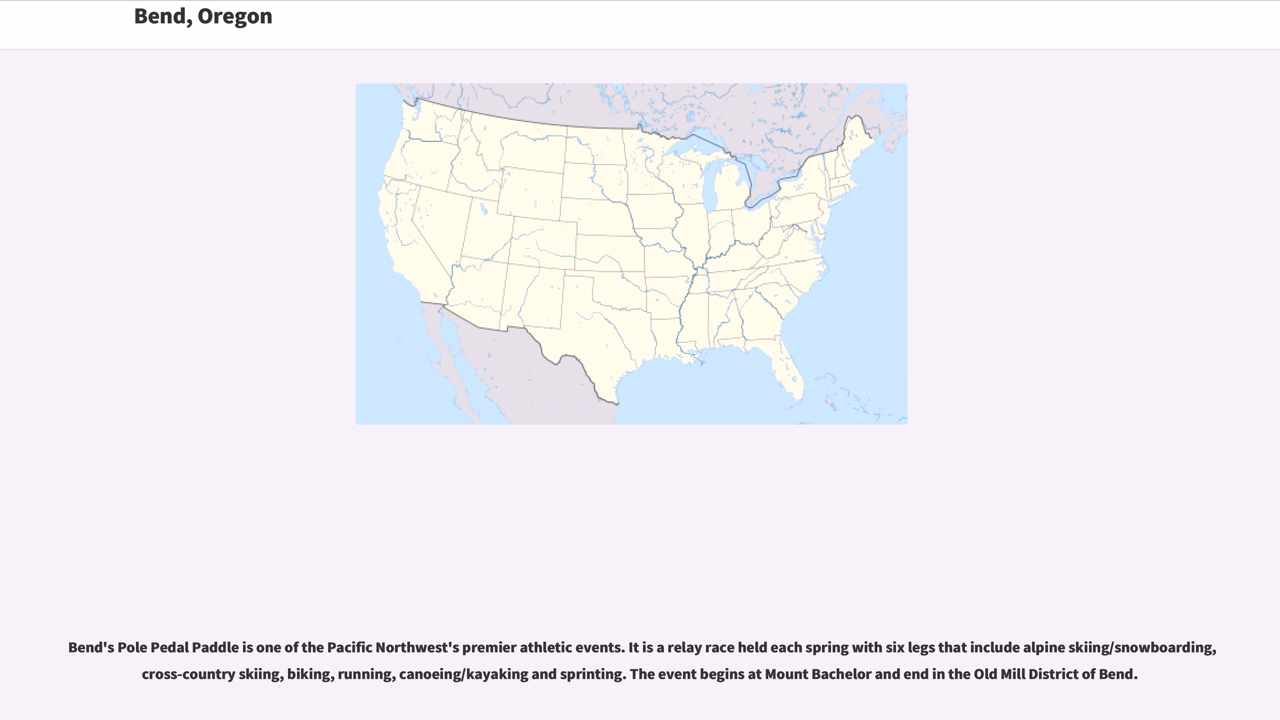 Bend, Oregon
Bend's Pole Pedal Paddle is one of the Pacific Northwest's premier athletic events. It is a relay race held each spring with six legs that include alpine skiing/snowboarding,
cross-country skiing, biking, running, canoeing/kayaking and sprinting. The event begins at Mount Bachelor and end in the Old Mill District of Bend.